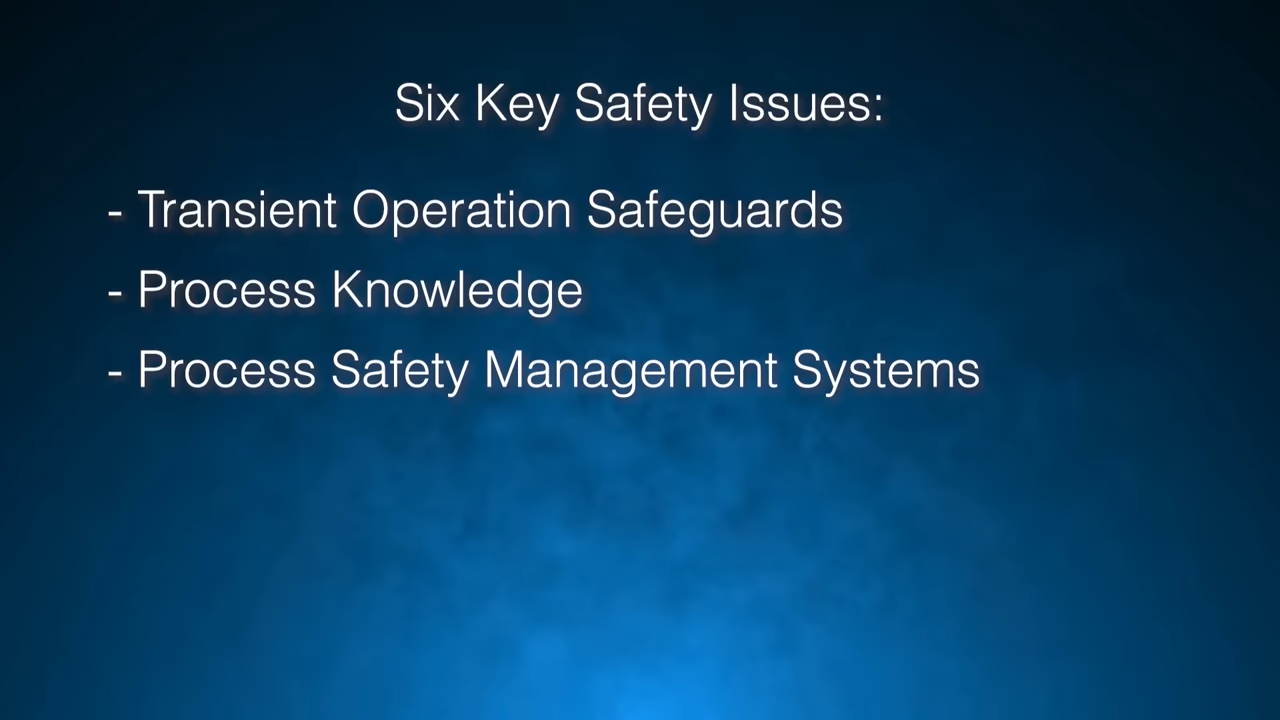 Six Key Safety Issues:
- Transient Operation Safeguards
- Process Knowledge
- Process Safety Management Systems